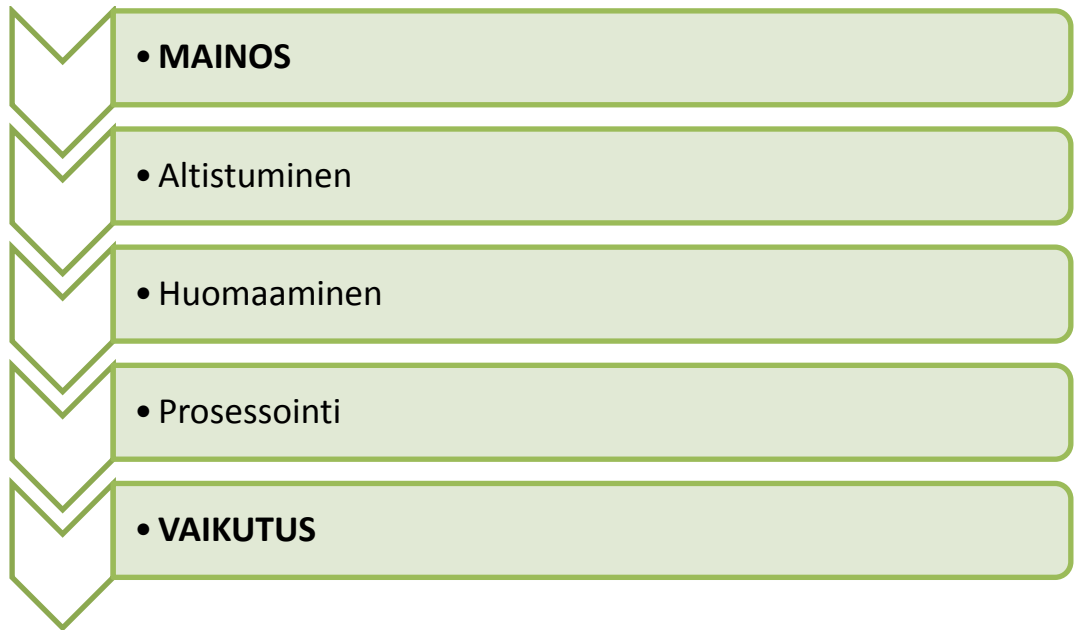 • MAINOS
• Altistuminen
• Huomaaminen
• Prosessointi
• VAIKUTUS